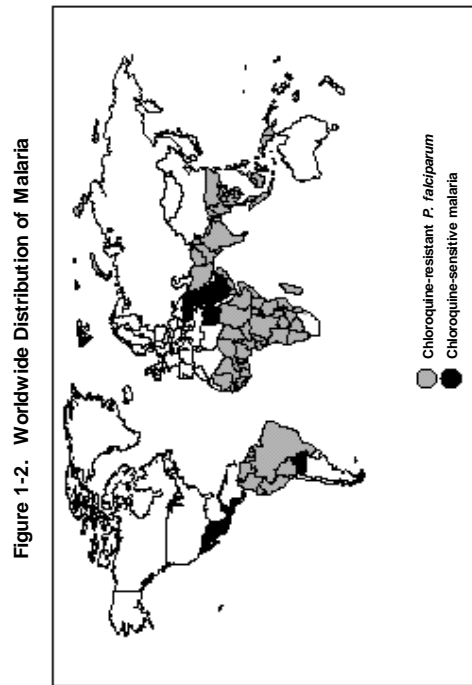 Figure 1-2. Worldwide Distribution of Malaria
Chloroquine-resistant P. falciparum
Chloroquine-sensitive malaria